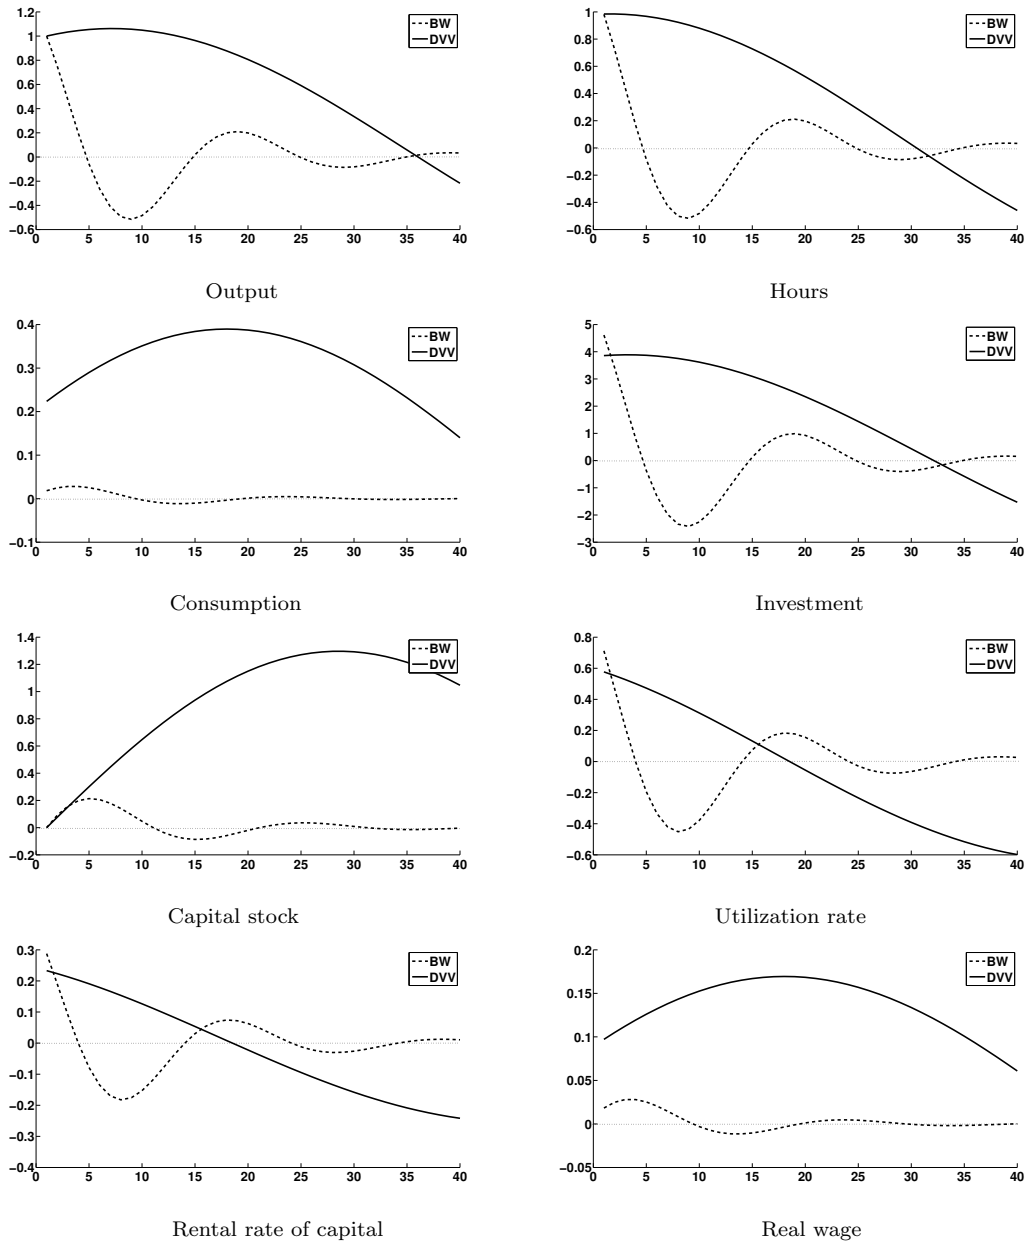 1.2
1
0.8
0.6
0.4
0.2
0
−0.2
−0.4
−0.6
0 5 10 15 20 25 30 35 40
BW
DVV
Output
1
0.8
0.6
0.4
0.2
0
−0.2
−0.4
−0.6
0 5 10 15 20 25 30 35 40
BW
DVV
Hours
0.4
0.3
0.2
0.1
0
−0.1
0 5 10 15 20 25 30 35 40
BW
DVV
Consumption
5
4
3
2
1
0
−1
−2
−3
0 5 10 15 20 25 30 35 40
BW
DVV
Investment
1.4
1.2
1
0.8
0.6
0.4
0.2
0
−0.2
0 5 10 15 20 25 30 35 40
BW
DVV
Capital stock
0.8
0.6
0.4
0.2
0
−0.2
−0.4
−0.6
0 5 10 15 20 25 30 35 40
BW
DVV
Utilization rate
0.3
0.2
0.1
0
−0.1
−0.2
−0.3
−0.4
0 5 10 15 20 25 30 35 40
BW
DVV
Rental rate of capital
0.2
0.15
0.1
0.05
0
−0.05
0 5 10 15 20 25 30 35 40
BW
DVV
Real wage